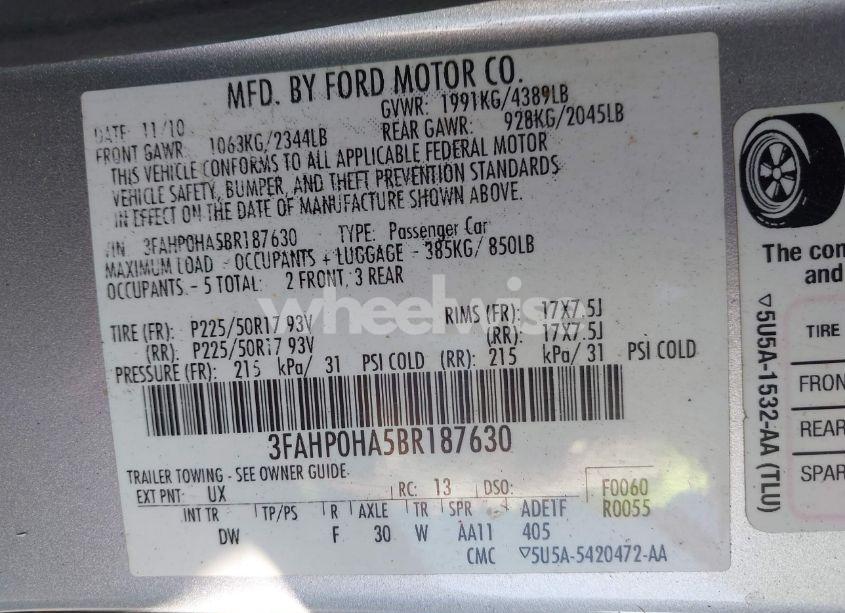 MFD. BY FORD MOTOR CO.
DATE 11/10 GVWR: 1991KG/4389LB
FRONT GAWR: 1063KG/2344LB REAR GAWR: 928KG/2045LB
THIS VEHICLE CONFORMS TO ALL APPLICABLE FEDERAL MOTOR
VEHICLE SAFETY, BUMPER, AND THEFT PREVENTION STANDARDS
IN EFFECT ON THE DATE OF MANUFACTURE SHOWN ABOVE.
VIN: 3FAHP0HA5BR187630 TYPE: Passenger Car
MAXIMUM LOAD - OCCUPANTS + LUGGAGE - 385KG/ 850LB
OCCUPANTS - 5 TOTAL: 2 FRONT, 3 REAR
wheelwise
TIRE (FR): P225/50R17 93V RIMS (FR): 17X7.5J
(RR): P225/50R17 93V (RR): 17X7.5J
PRESSURE (FR): 215 kPa/ 31 PSI COLD (RR): 215 kPa/ 31 PSI COLD
3FAHP0HA5BR187630
TRAILER TOWING - SEE OWNER GUIDE.
EXT PNT: UX RC: 13 DSO: F0060
R0055
INT TR TP/PS R AXLE TR SPR ADETF
DW F 30 W AA11 405
CMC ▽5U5A-5420472-AA
The com
and
▽5U5A-1532-AA (TLU)
TIRE
FRON
REAR
SPAR